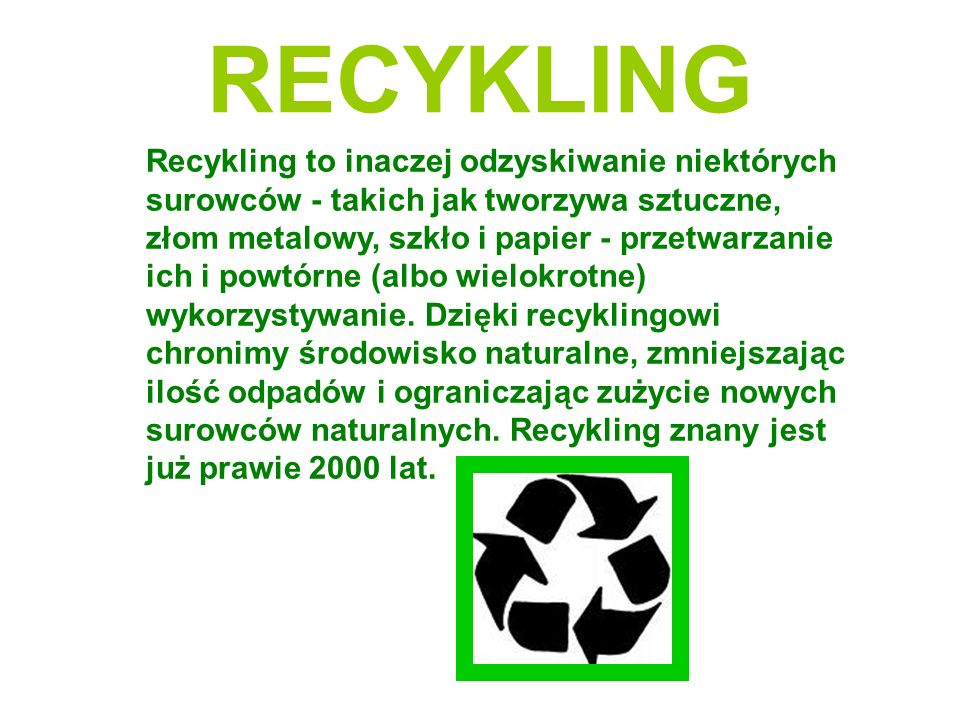 RECYKLING
Recykling to inaczej odzyskiwanie niektórych
surowców - takich jak tworzywa sztuczne,
złom metalowy, szkło i papier - przetwarzanie
ich i powtórne (albo wielokrotne)
wykorzystywanie. Dzięki recyklingowi
chronimy środowisko naturalne, zmniejszając
ilość odpadów i ograniczając zużycie nowych
surowców naturalnych. Recykling znany jest
już prawie 2000 lat.